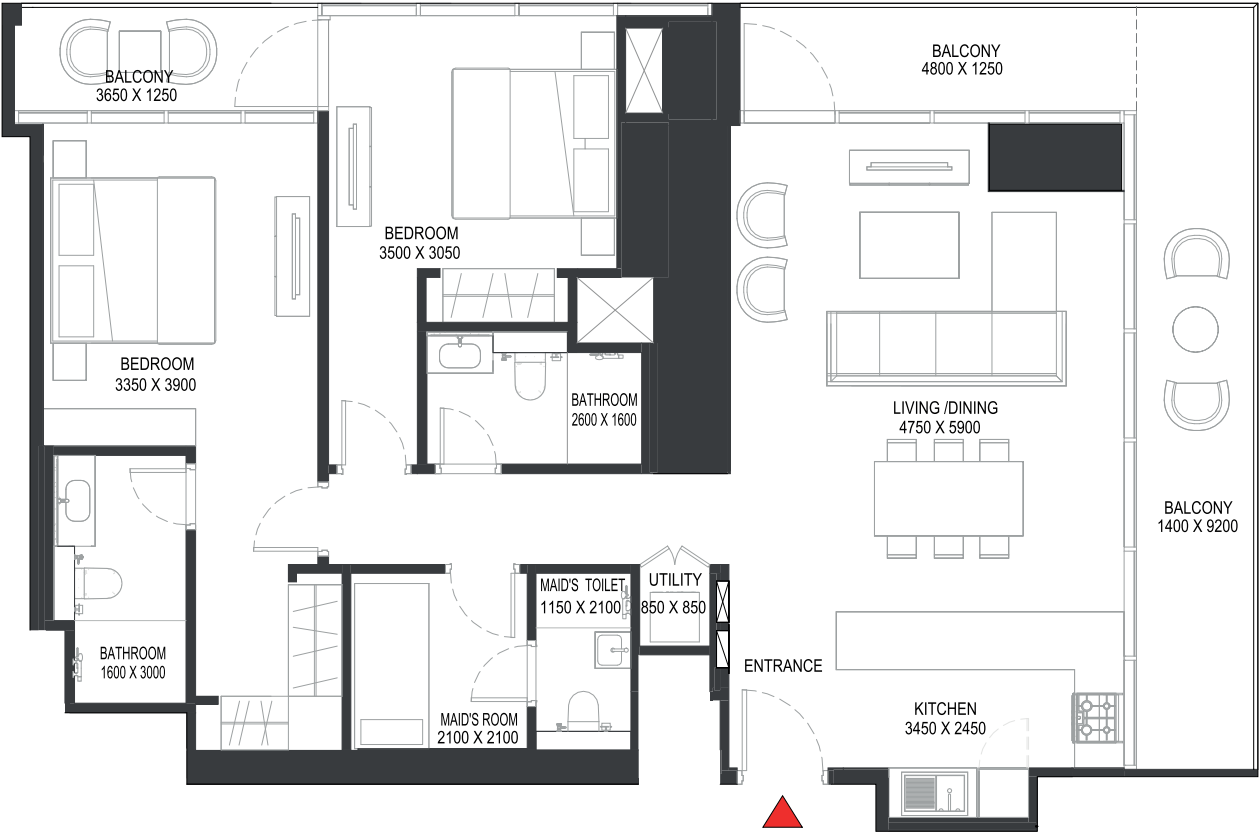 BALCONY
3650 X 1250
BALCONY
4800 X 1250
BEDROOM
3500 X 3050
BEDROOM
3350 X 3900
BATHROOM
2600 X 1600
LIVING /DINING
4750 X 5900
BALCONY
1400 X 9200
MAID'S TOILET
1150 X 2100
UTILITY
850 X 850
BATHROOM
1600 X 3000
ENTRANCE
MAID'S ROOM
2100 X 2100
KITCHEN
3450 X 2450